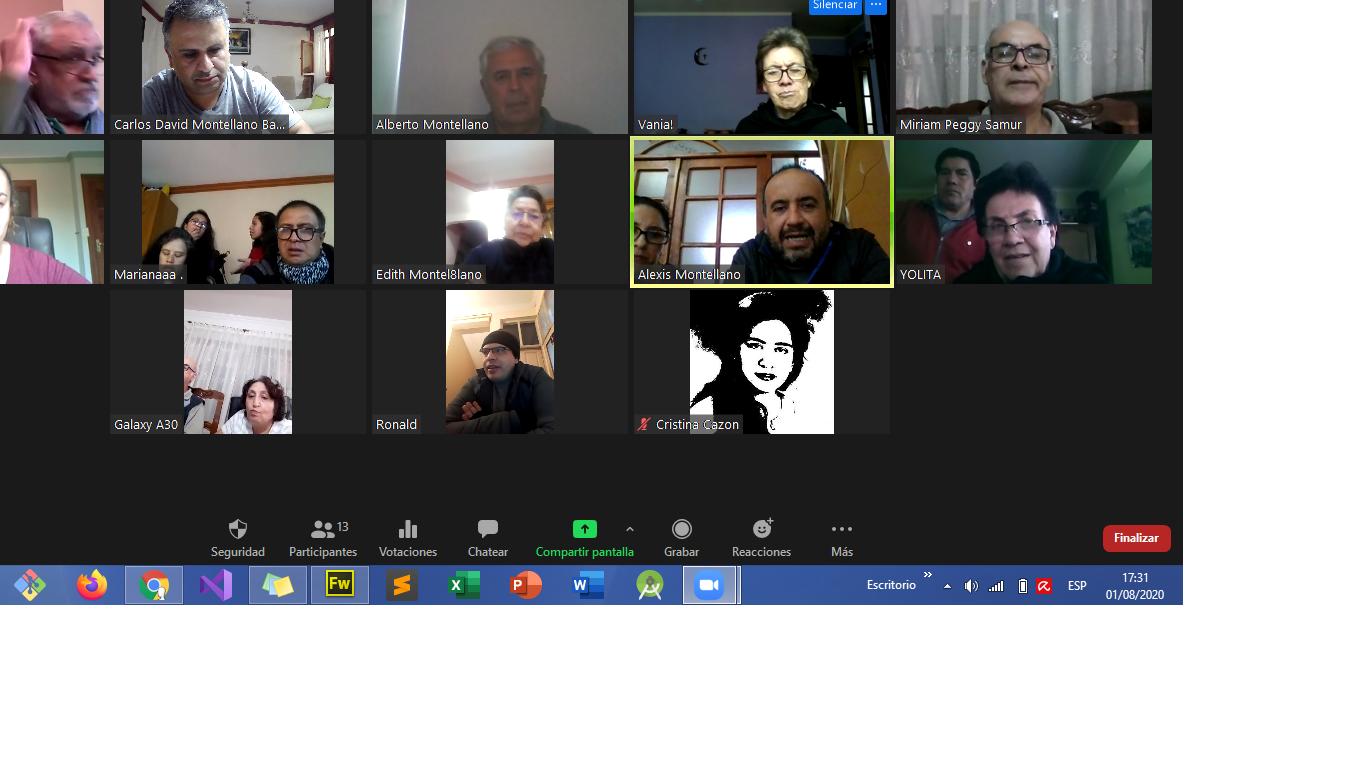 Silenciar ...
Carlos David Montellano Ba...
Alberto Montellano
Vania!
Miriam Peggy Samur
Marianaaa .
Edith Montel8lano
Alexis Montellano
YOLITA
Galaxy A30
Ronald
Cristina Cazon
Seguridad
Participantes
13
Votaciones
Chatear
Compartir pantalla
Grabar
Reacciones
Más
Finalizar
Fw
S
X
P
W
Escritorio
»
ESP
17:31
01/08/2020